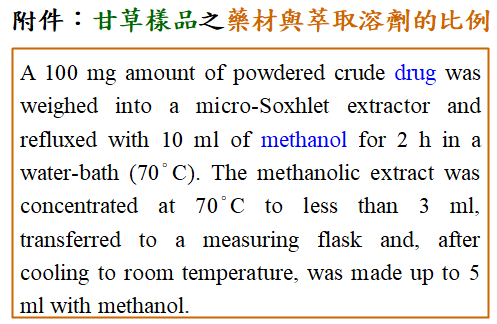 附件：甘草樣品之藥材與萃取溶劑的比例
A 100 mg amount of powdered crude drug was
weighed into a micro-Soxhlet extractor and
refluxed with 10 ml of methanol for 2 h in a
water-bath (70°C). The methanolic extract was
concentrated at 70°C to less than 3 ml,
transferred to a measuring flask and, after
cooling to room temperature, was made up to 5
ml with methanol.